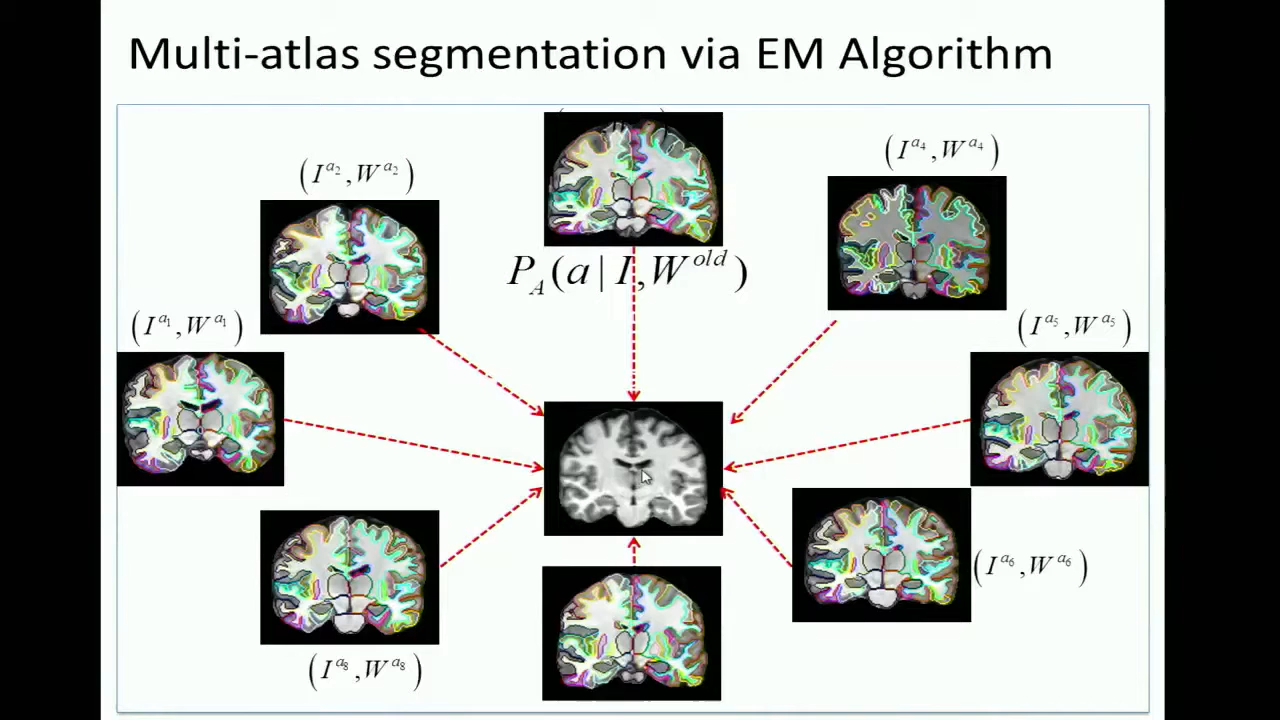 Multi-atlas segmentation via EM Algorithm
(I^{a_2}, W^{a_2})
(I^{a_4}, W^{a_4})
P_A(a | I, W^{old})
(I^{a_1}, W^{a_1})
(I^{a_5}, W^{a_5})
(I^{a_6}, W^{a_6})
(I^{a_8}, W^{a_8})